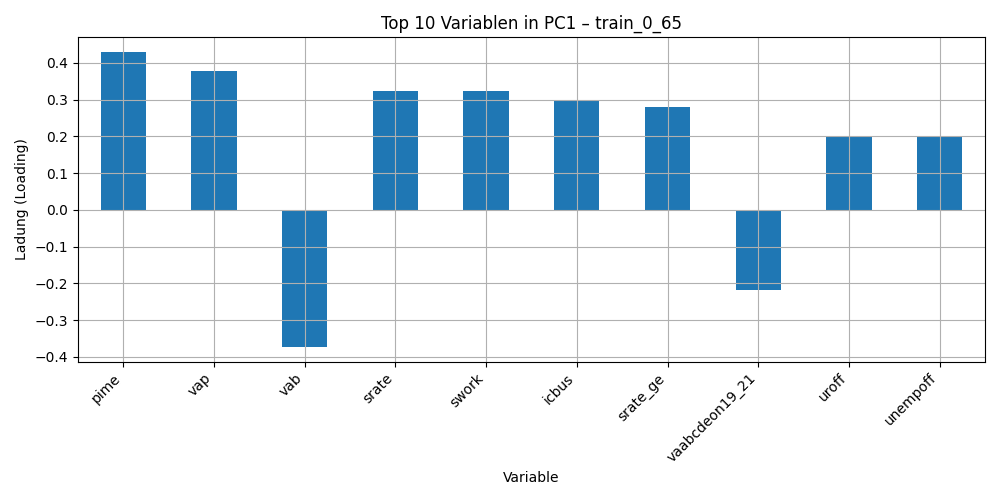 Top 10 Variablen in PC1 – train_0_65
Ladung (Loading)
0.4
0.3
0.2
0.1
0.0
−0.1
−0.2
−0.3
−0.4
pime
vap
vab
srate
swork
icbus
srate_ge
vaabcdeon19_21
uroff
unempoff
Variable